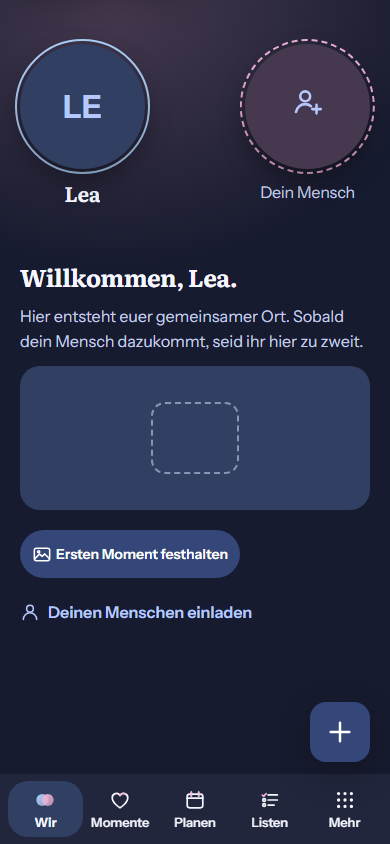 LE
Lea
Dein Mensch
Willkommen, Lea.
Hier entsteht euer gemeinsamer Ort. Sobald
dein Mensch dazukommt, seid ihr hier zu zweit.
Ersten Moment festhalten
Deinen Menschen einladen
Wir
Momente
Planen
Listen
Mehr